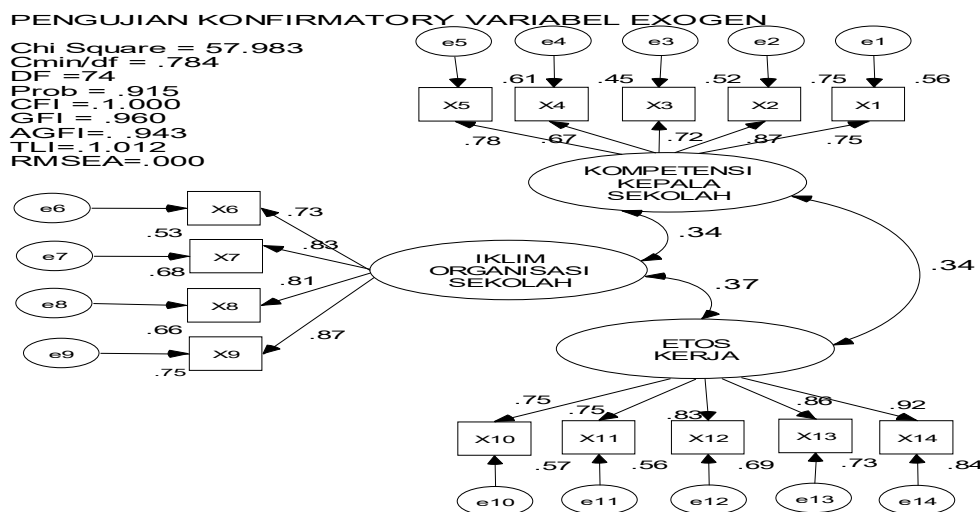 PENGUJIAN KONFIRMATORY VARIABEL EXOGEN
Chi Square = 57.983
Cmin/df = .784
DF =74
Prob = .915
CFI =.1.000
GFI = .960
AGFI=. .943
TLI=.1.012
RMSEA=.000
e5 e4 e3 e2 e1
.61 .45 .52 .75 .56
X5 X4 X3 X2 X1
.78 .67 .72 .87 .75
KOMPETENSI
KEPALA
SEKOLAH
e6 X6 .73
.53
e7 X7 .83
.68
e8 X8 .81
.66
e9 X9 .87
.75
IKLIM
ORGANISASI
SEKOLAH
.34
.37
.34
ETOS
KERJA
.75 .75 .83 .86 .92
X10 X11 X12 X13 X14
.57 .56 .69 .73 .84
e10 e11 e12 e13 e14